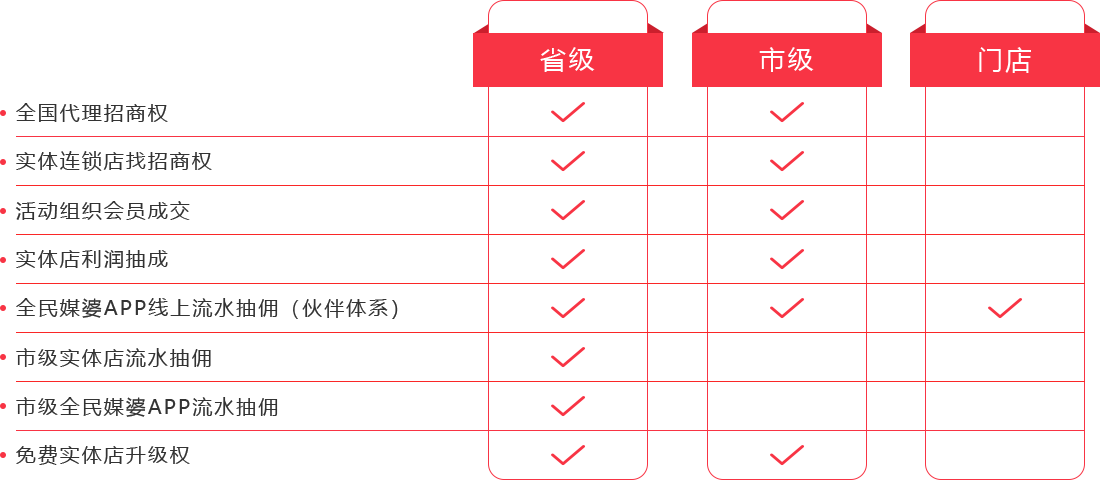 省级 市级 门店
全国代理招商权
实体连锁店找招商权
活动组织会员成交
实体店利润抽成
全民媒婆APP线上流水抽佣（伙伴体系）
市级实体店流水抽佣
市级全民媒婆APP流水抽佣
免费实体店升级权